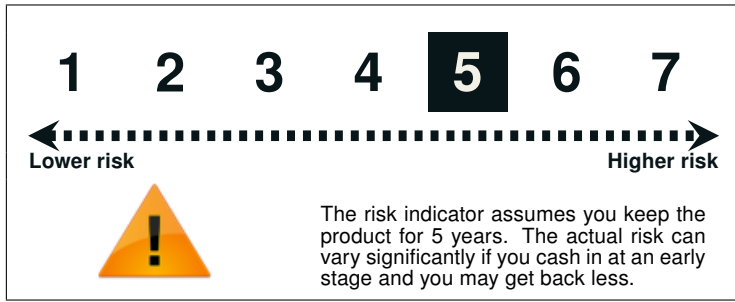 1 2 3 4 5 6 7
Lower risk Higher risk
!
The risk indicator assumes you keep the
product for 5 years. The actual risk can
vary significantly if you cash in at an early
stage and you may get back less.